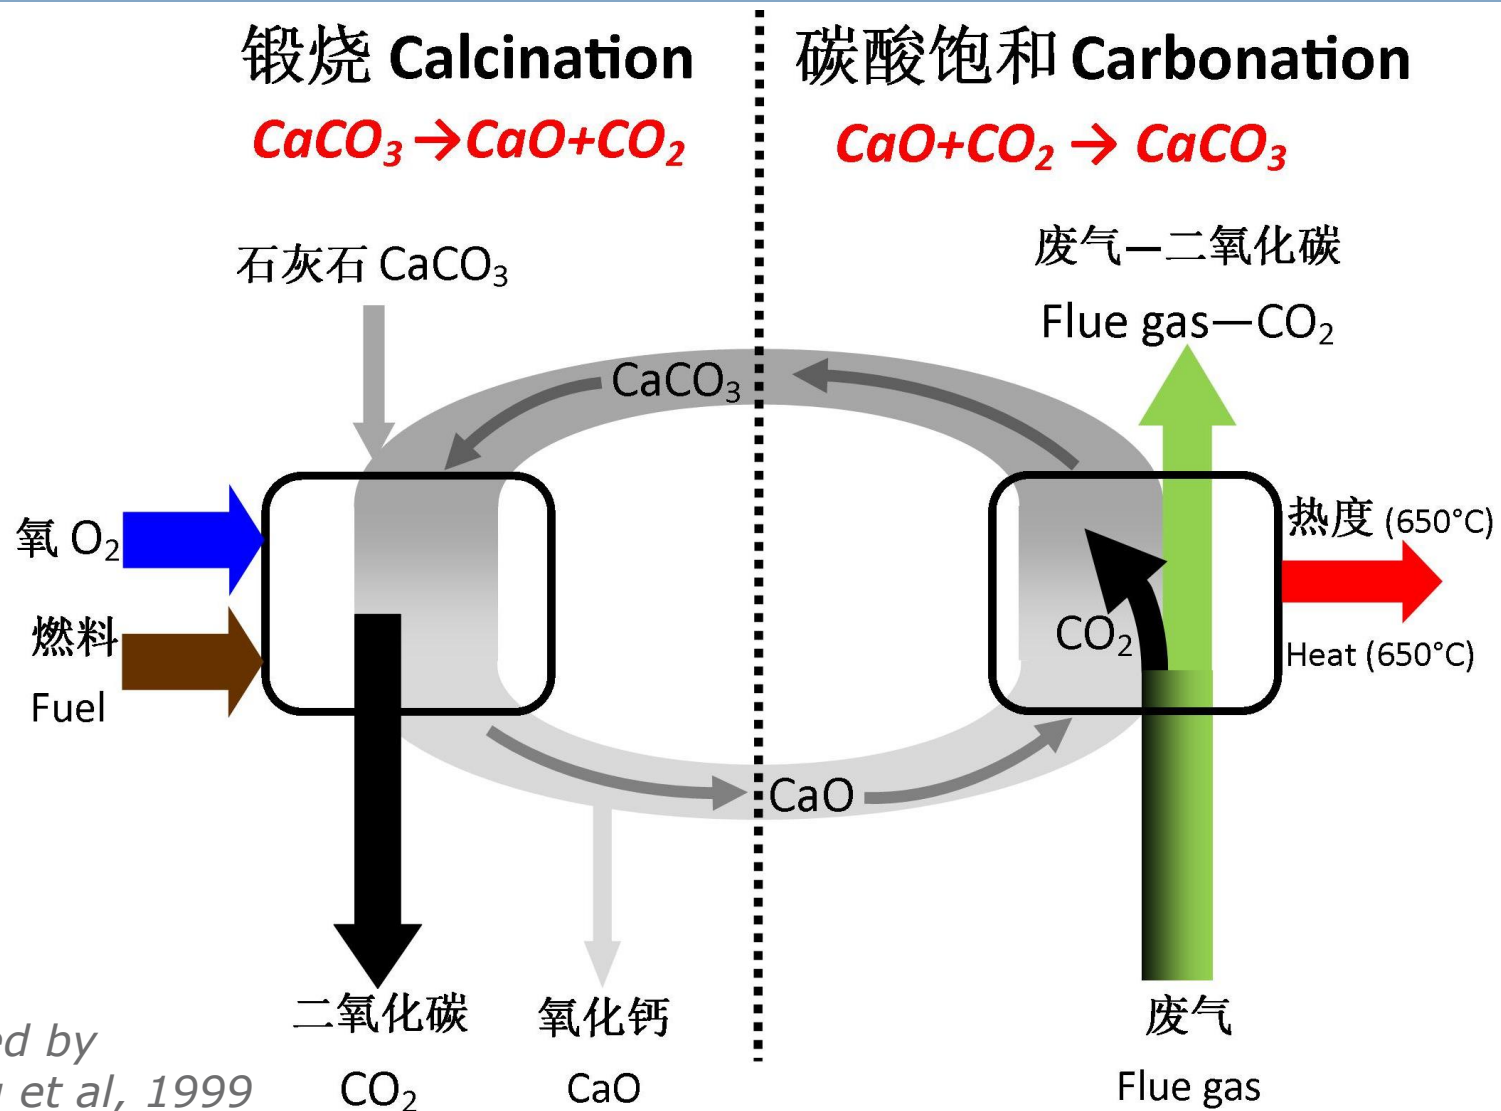 锻烧 Calcination
CaCO₃→CaO+CO₂
碳酸饱和 Carbonation
CaO+CO₂ → CaCO₃
石灰石 CaCO₃
废气—二氧化碳
Flue gas—CO₂
CaCO₃
氧 O₂
燃料
Fuel
CO₂
热度 (650°C)
Heat (650°C)
CaO
二氧化碳
CO₂
氧化钙
CaO
废气
Flue gas
by
et al, 1999